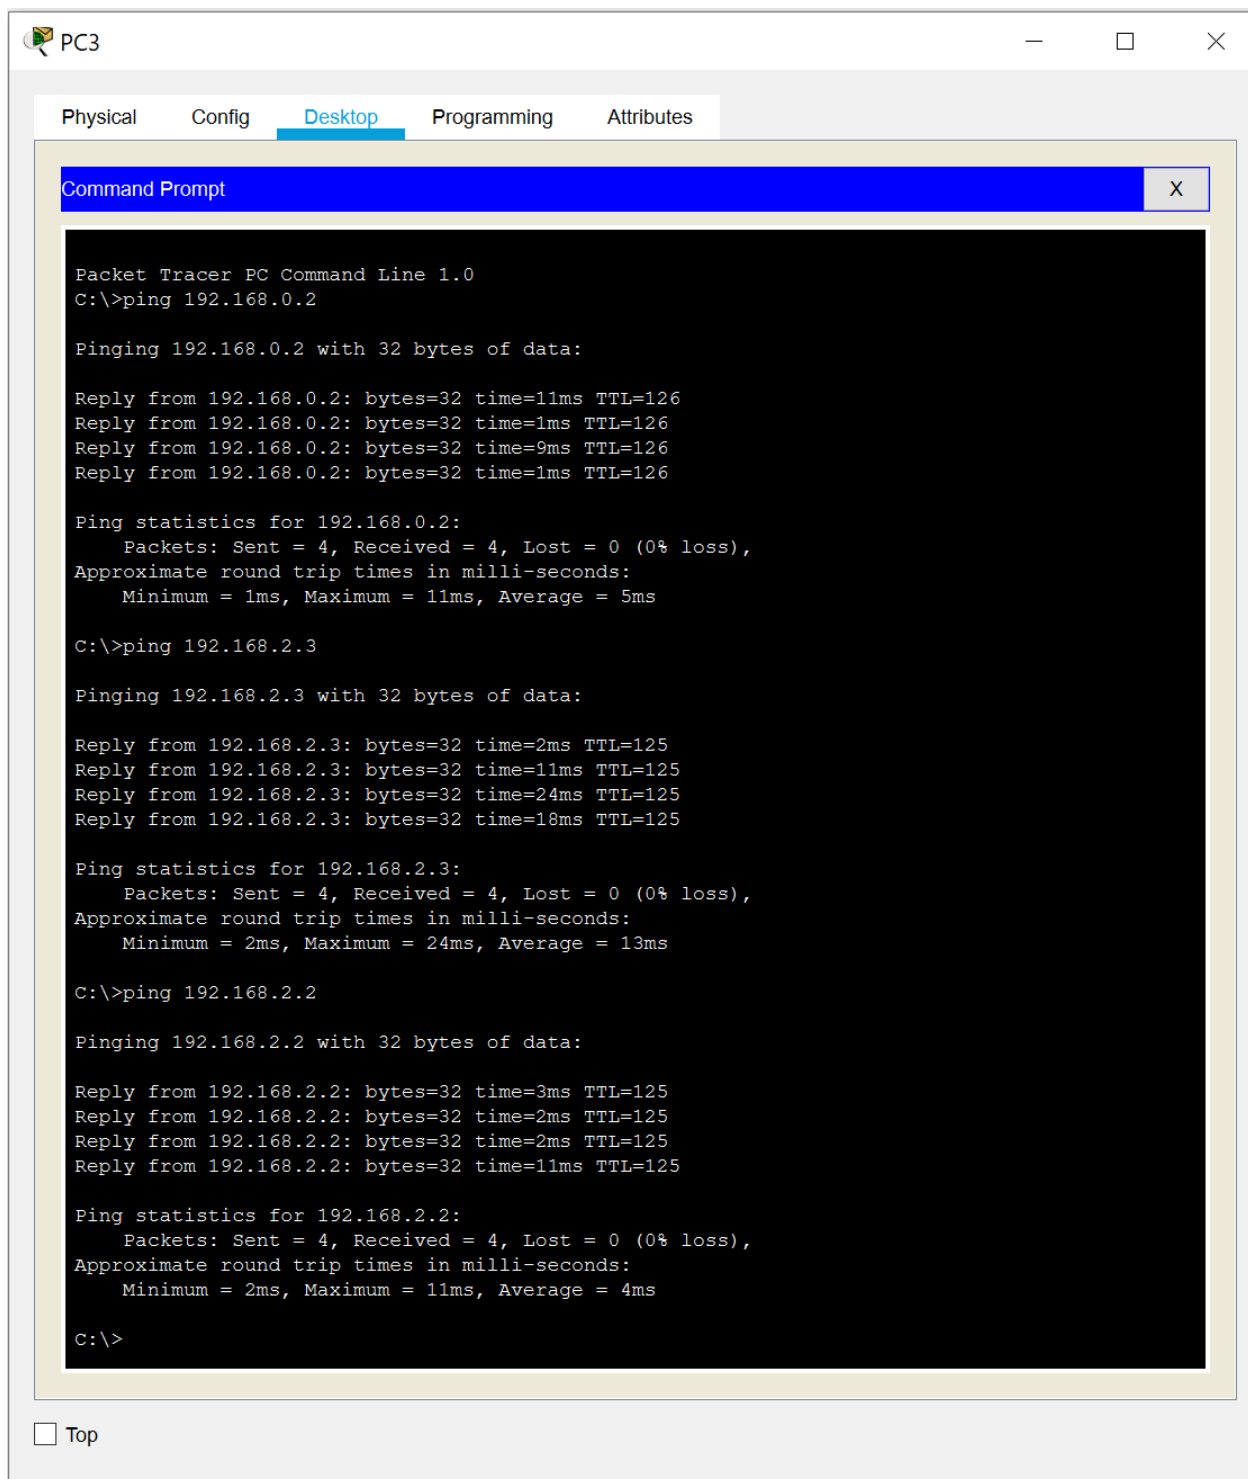 PC3
Physical Config Desktop Programming Attributes
Command Prompt X
Packet Tracer PC Command Line 1.0
C:\>ping 192.168.0.2
Pinging 192.168.0.2 with 32 bytes of data:
Reply from 192.168.0.2: bytes=32 time=11ms TTL=126
Reply from 192.168.0.2: bytes=32 time=1ms TTL=126
Reply from 192.168.0.2: bytes=32 time=9ms TTL=126
Reply from 192.168.0.2: bytes=32 time=1ms TTL=126
Ping statistics for 192.168.0.2:
    Packets: Sent = 4, Received = 4, Lost = 0 (0% loss),
Approximate round trip times in milli-seconds:
    Minimum = 1ms, Maximum = 11ms, Average = 5ms
C:\>ping 192.168.2.3
Pinging 192.168.2.3 with 32 bytes of data:
Reply from 192.168.2.3: bytes=32 time=2ms TTL=125
Reply from 192.168.2.3: bytes=32 time=11ms TTL=125
Reply from 192.168.2.3: bytes=32 time=24ms TTL=125
Reply from 192.168.2.3: bytes=32 time=18ms TTL=125
Ping statistics for 192.168.2.3:
    Packets: Sent = 4, Received = 4, Lost = 0 (0% loss),
Approximate round trip times in milli-seconds:
    Minimum = 2ms, Maximum = 24ms, Average = 13ms
C:\>ping 192.168.2.2
Pinging 192.168.2.2 with 32 bytes of data:
Reply from 192.168.2.2: bytes=32 time=3ms TTL=125
Reply from 192.168.2.2: bytes=32 time=2ms TTL=125
Reply from 192.168.2.2: bytes=32 time=2ms TTL=125
Reply from 192.168.2.2: bytes=32 time=11ms TTL=125
Ping statistics for 192.168.2.2:
    Packets: Sent = 4, Received = 4, Lost = 0 (0% loss),
Approximate round trip times in milli-seconds:
    Minimum = 2ms, Maximum = 11ms, Average = 4ms
C:\>
Top